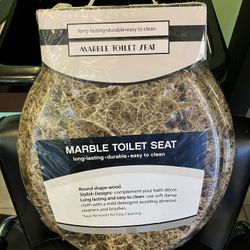 long-lasting•durable•easy to clean
MARBLE TOILET SEAT
MARBLE TOILET SEAT
long-lasting•durable•easy to clean
Round shape-wood
Stylish Designs- complement your bath décor
Long lasting and easy to clean- use soft damp
cloth with a mild detergent avoiding abrasive
cleaners and brushes.
*Seat Removes for Easy Cleaning